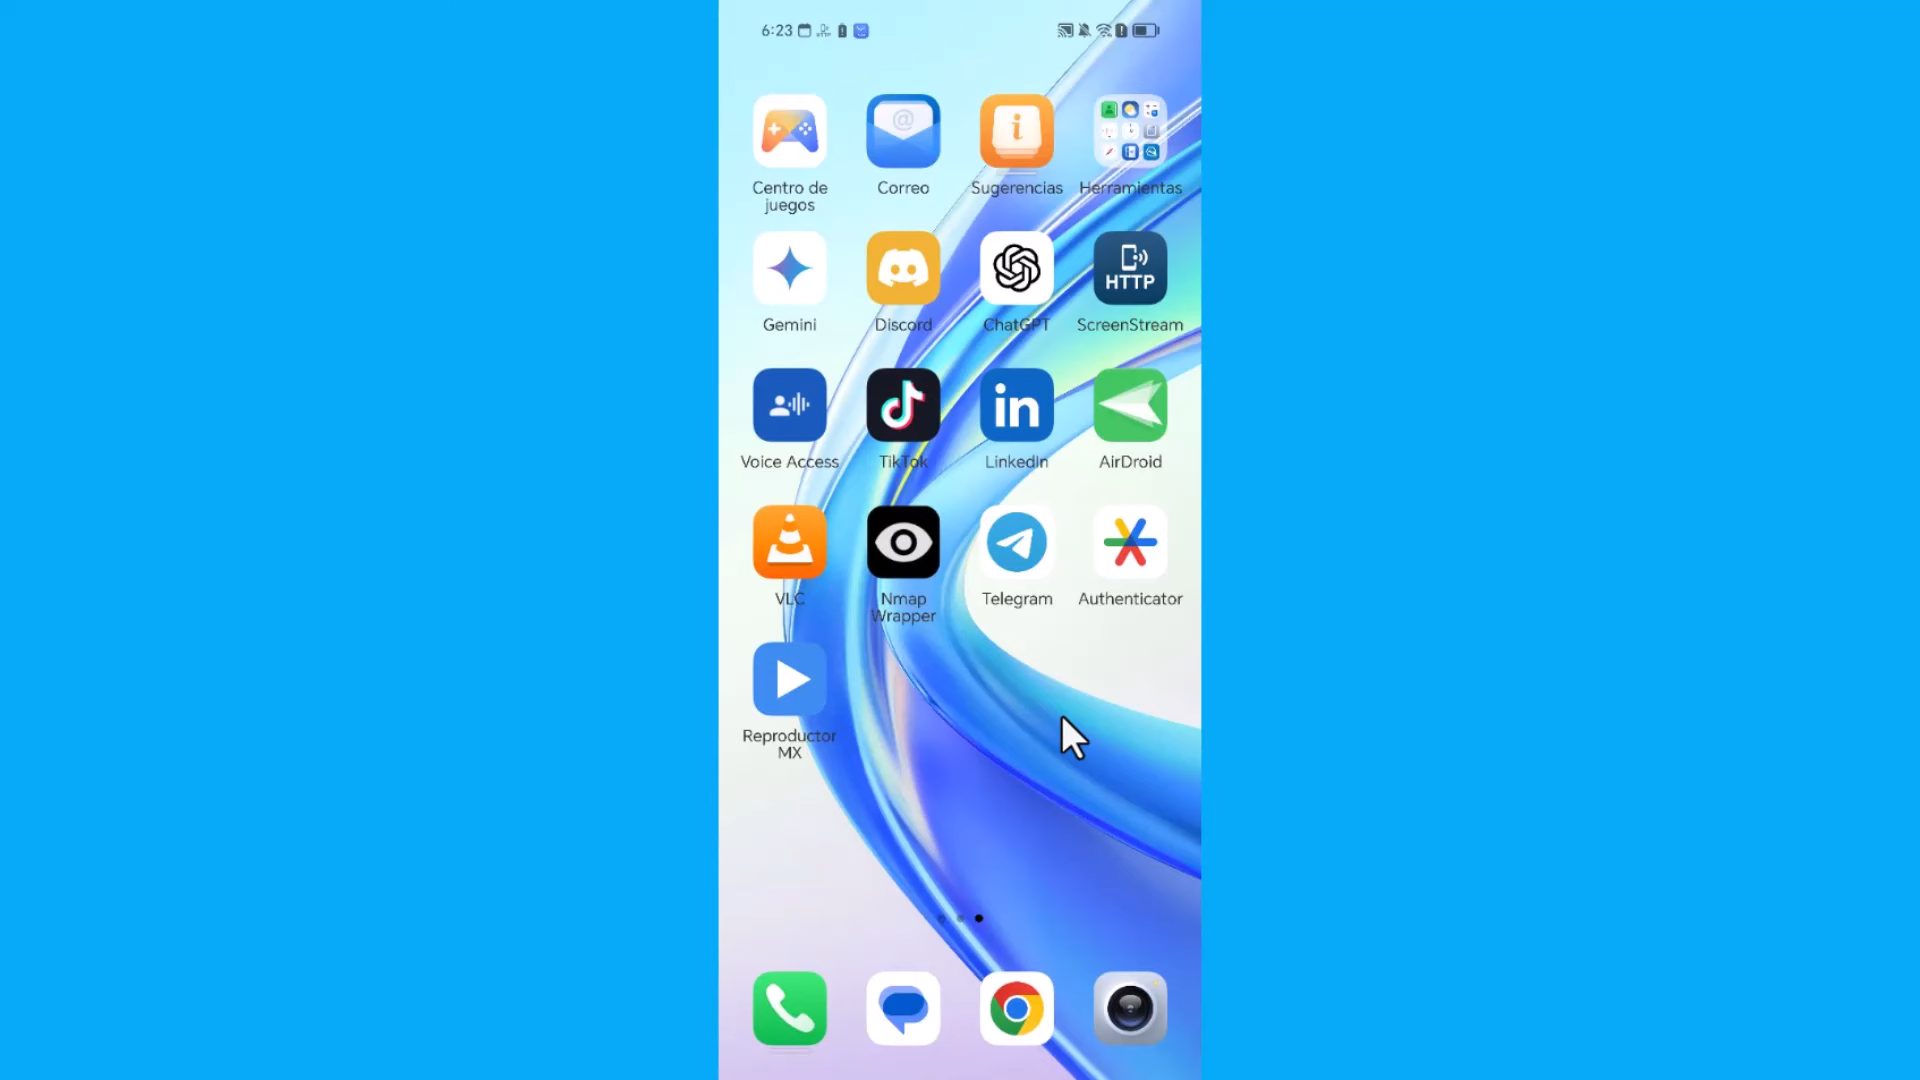 6:23
Centro de
juegos
Correo
Sugerencias
Herramientas
Gemini
Discord
ChatGPT
HTTP
ScreenStream
Voice Access
TikTok
in
LinkedIn
AirDroid
VLC
Nmap
Wrapper
Telegram
Authenticator
Reproductor
MX